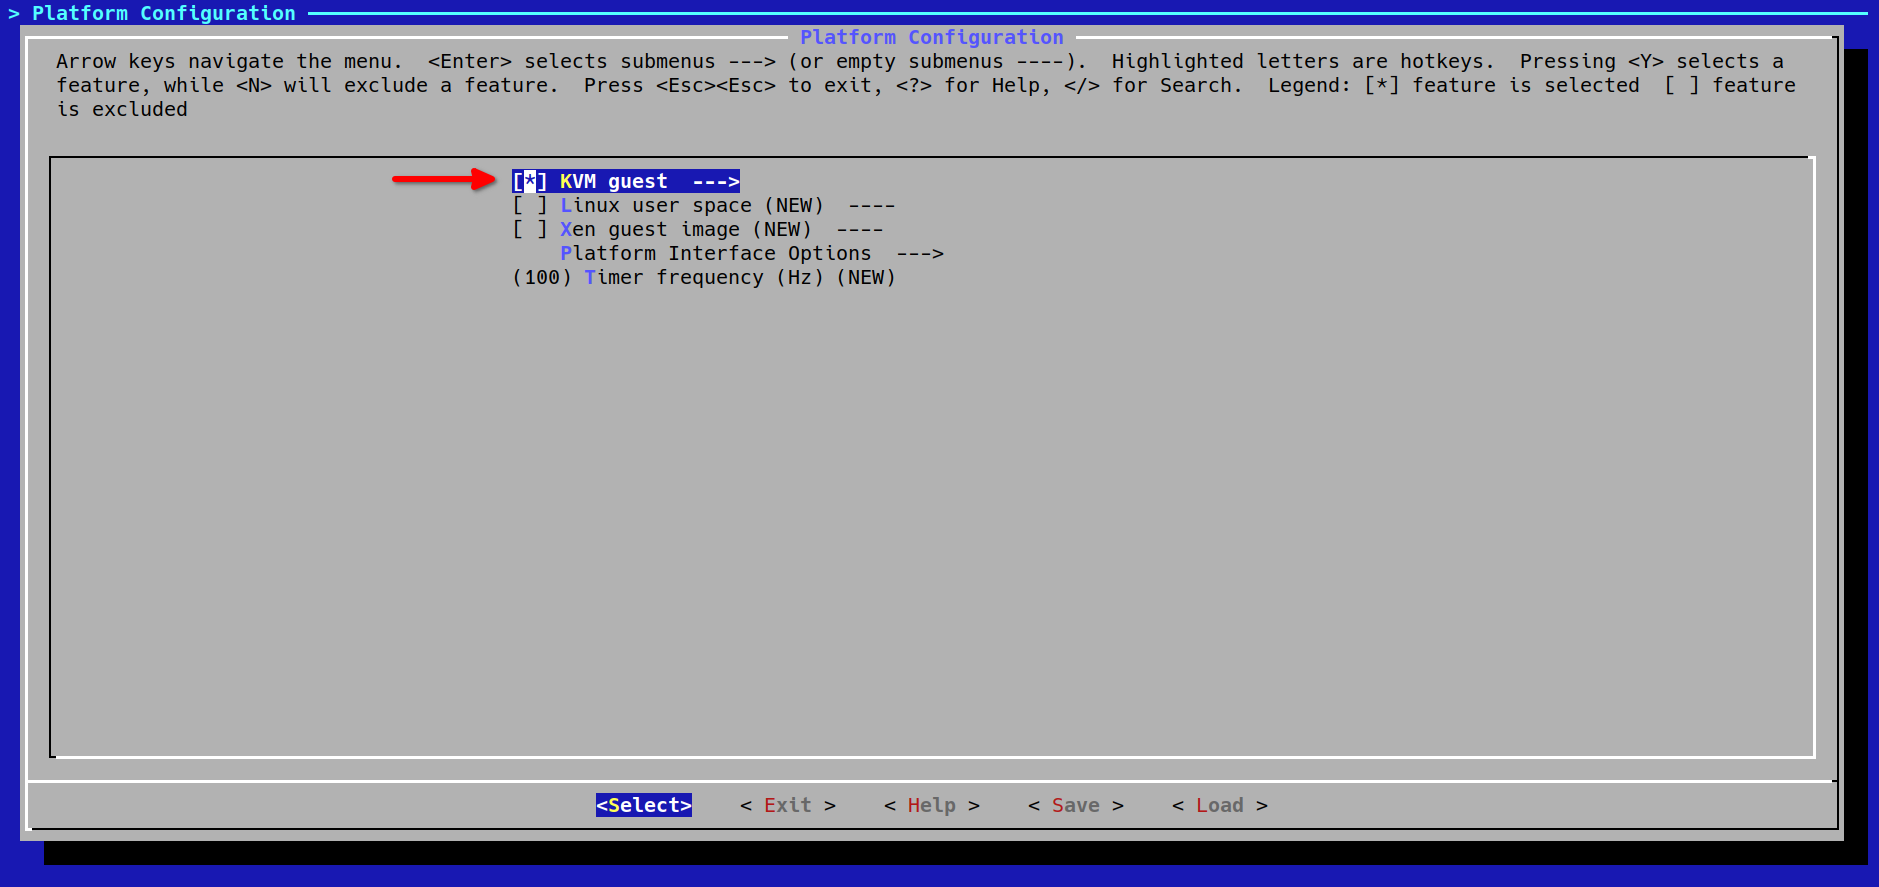 > Platform Configuration
Platform Configuration
Arrow keys navigate the menu.  <Enter> selects submenus ---> (or empty submenus ----).  Highlighted letters are hotkeys.  Pressing <Y> selects a
feature, while <N> will exclude a feature.  Press <Esc><Esc> to exit, <?> for Help, </> for Search.  Legend: [*] feature is selected  [ ] feature
is excluded
[*] KVM guest  --->
[ ] Linux user space (NEW)  ----
[ ] Xen guest image (NEW)  ----
Platform Interface Options  --->
(100) Timer frequency (Hz) (NEW)
<Select>    < Exit >    < Help >    < Save >    < Load >